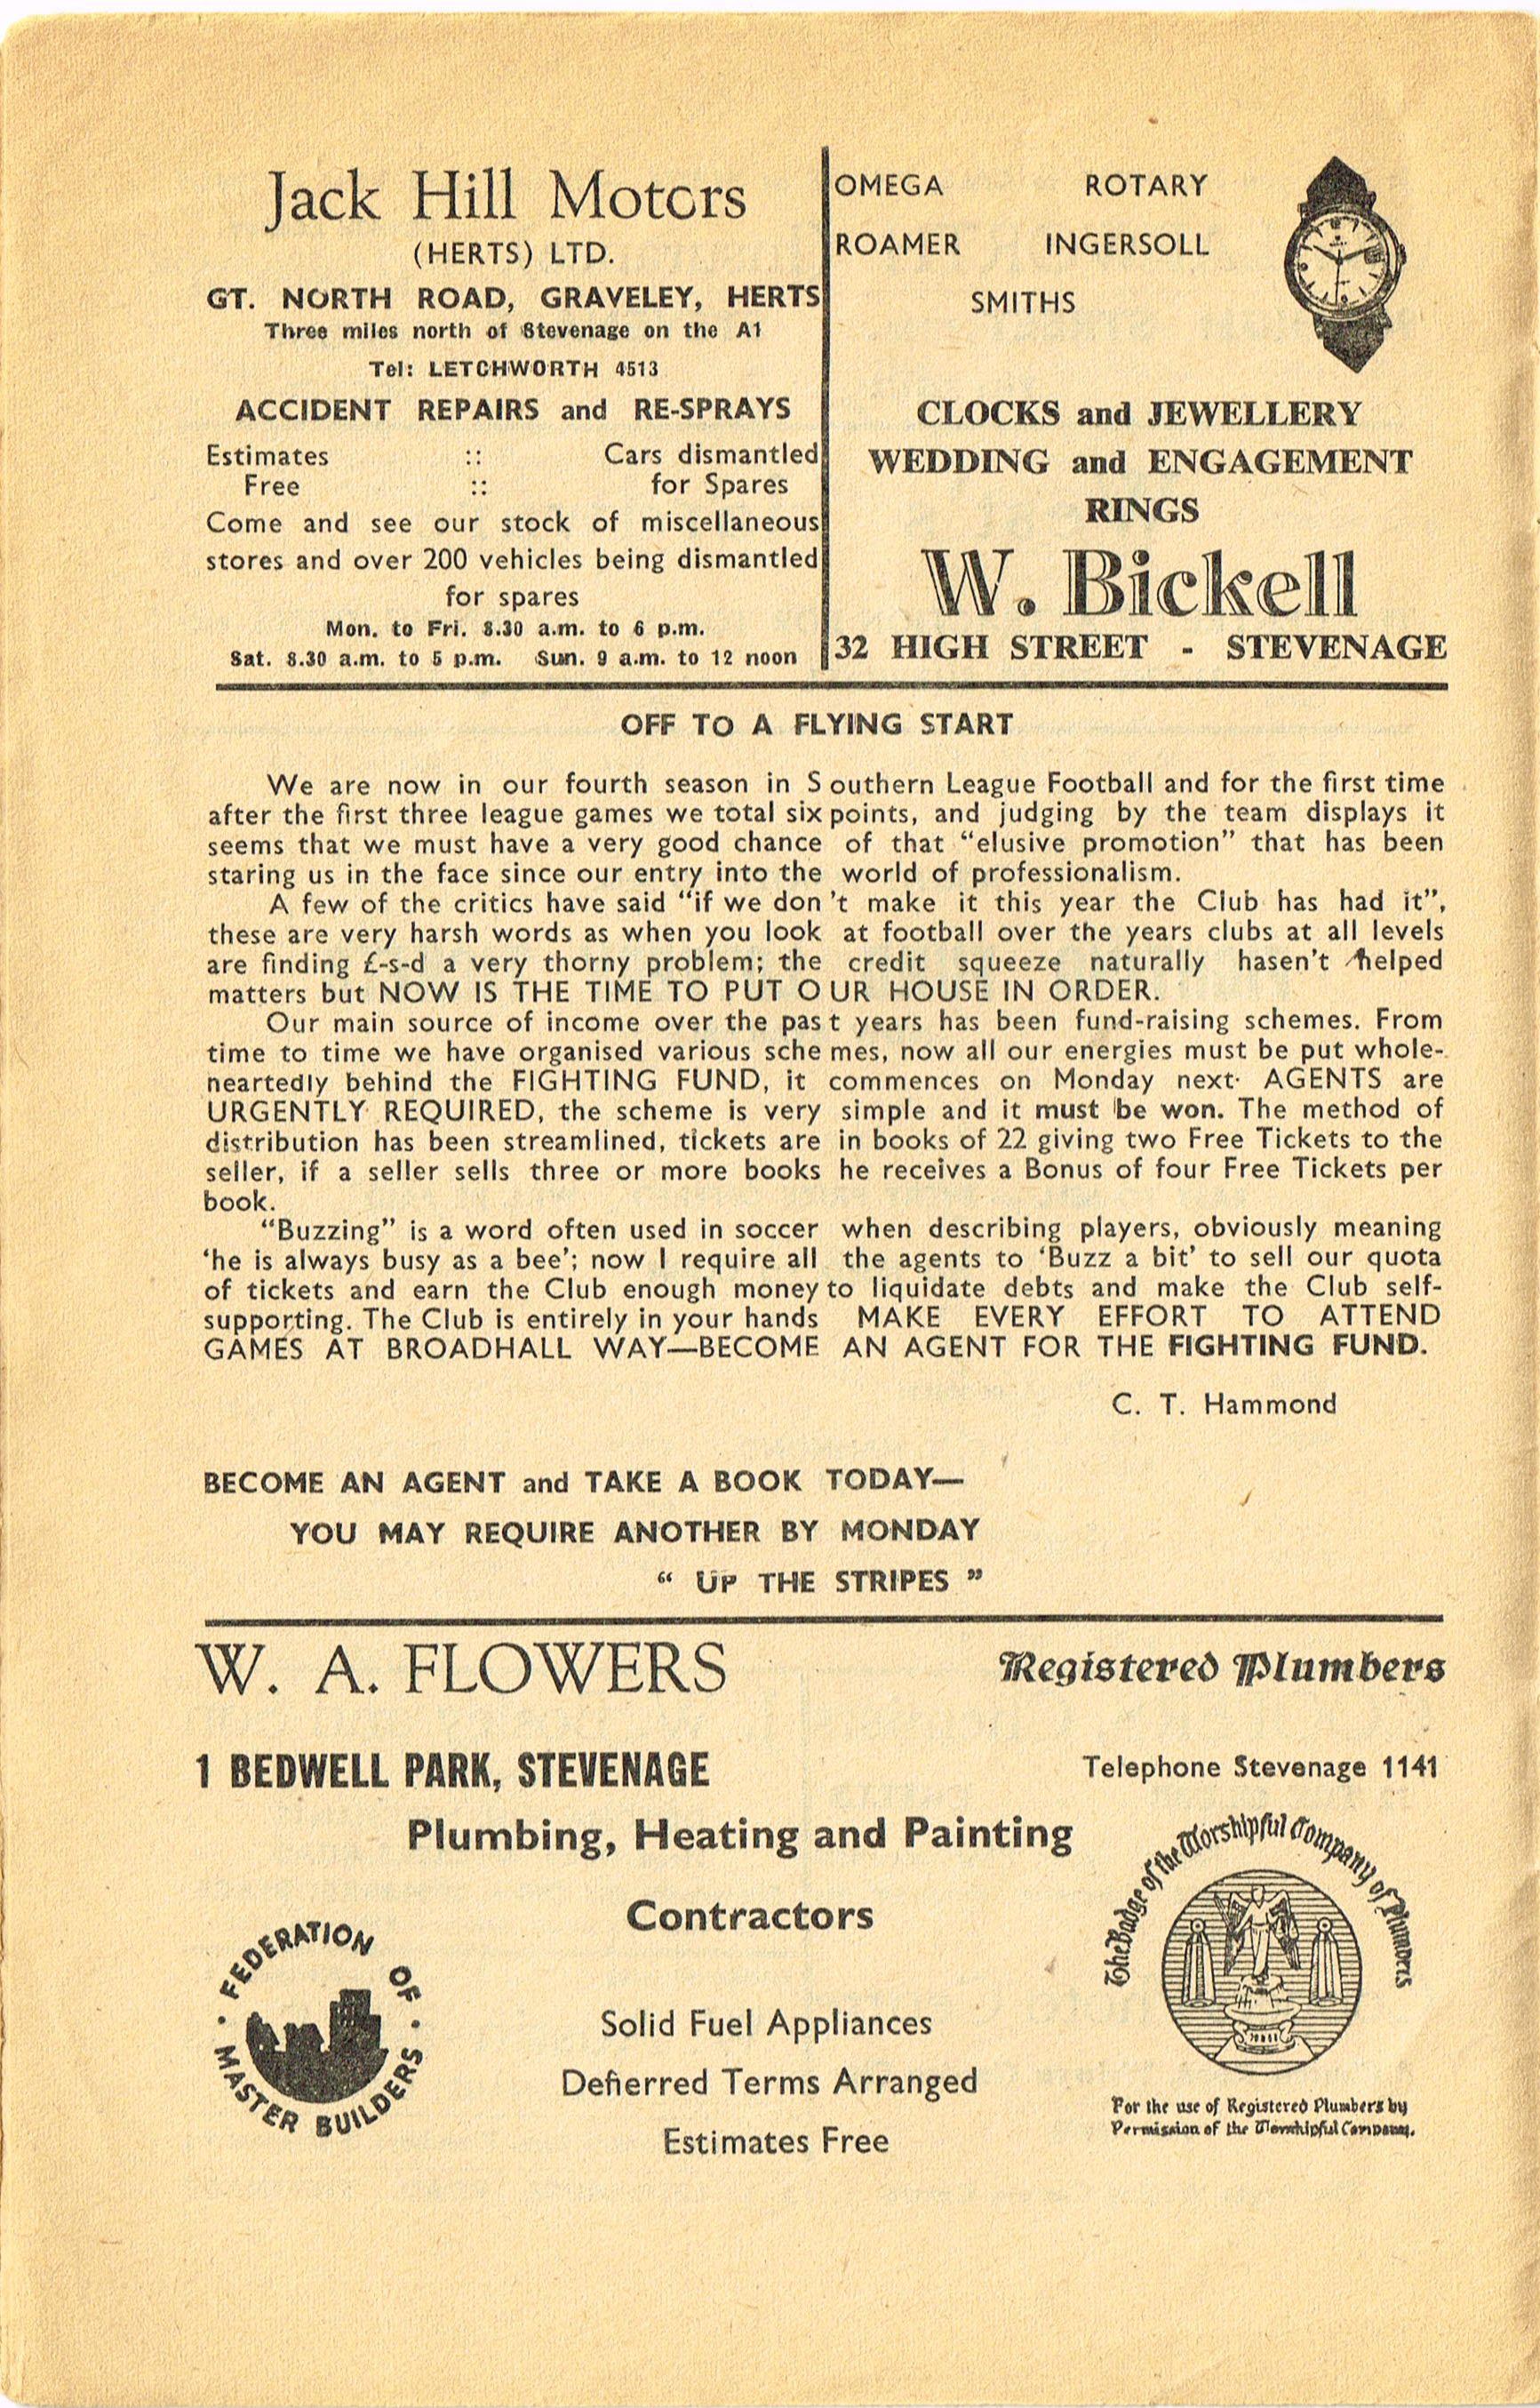 Jack Hill Motors
(HERTS) LTD.
GT. NORTH ROAD, GRAVELEY, HERTS
Three miles north of Stevenage on the A1
Tel: LETCHWORTH 4513
ACCIDENT REPAIRS and RE-SPRAYS
Estimates :: Cars dismantled
Free :: for Spares
Come and see our stock of miscellaneous
stores and over 200 vehicles being dismantled
for spares
Mon. to Fri. 8.30 a.m. to 6 p.m.
Sat. 8.30 a.m. to 5 p.m. Sun. 9 a.m. to 12 noon
OMEGA ROTARY
ROAMER INGERSOLL
SMITHS
CLOCKS and JEWELLERY
WEDDING and ENGAGEMENT
RINGS
W. Bickell
32 HIGH STREET - STEVENAGE
OFF TO A FLYING START
We are now in our fourth season in S outhern League Football and for the first time
after the first three league games we total six points, and judging by the team displays it
seems that we must have a very good chance of that "elusive promotion" that has been
staring us in the face since our entry into the world of professionalism.
A few of the critics have said "if we don 't make it this year the Club has had it",
these are very harsh words as when you look at football over the years clubs at all levels
are finding £-s-d a very thorny problem; the credit squeeze naturally hasen't helped
matters but NOW IS THE TIME TO PUT O UR HOUSE IN ORDER.
Our main source of income over the pas t years has been fund-raising schemes. From
time to time we have organised various sche mes, now all our energies must be put whole-
neartedly behind the FIGHTING FUND, it commences on Monday next. AGENTS are
URGENTLY REQUIRED, the scheme is very simple and it must be won. The method of
distribution has been streamlined, tickets are in books of 22 giving two Free Tickets to the
seller, if a seller sells three or more books he receives a Bonus of four Free Tickets per
book.
"Buzzing" is a word often used in soccer when describing players, obviously meaning
'he is always busy as a bee'; now I require all the agents to 'Buzz a bit' to sell our quota
of tickets and earn the Club enough money to liquidate debts and make the Club self-
supporting. The Club is entirely in your hands MAKE EVERY EFFORT TO ATTEND
GAMES AT BROADHALL WAY—BECOME AN AGENT FOR THE FIGHTING FUND.
C. T. Hammond
BECOME AN AGENT and TAKE A BOOK TODAY—
YOU MAY REQUIRE ANOTHER BY MONDAY
" UP THE STRIPES "
W. A. FLOWERS Registered Plumbers
1 BEDWELL PARK, STEVENAGE Telephone Stevenage 1141
Plumbing, Heating and Painting
Contractors
Solid Fuel Appliances
Defierred Terms Arranged
Estimates Free
· FEDERATION OF ·
MASTER BUILDERS
The Badge of the Worshipful Company of Plumbers
For the use of Registered Plumbers by
Permission of the Worshipful Company.